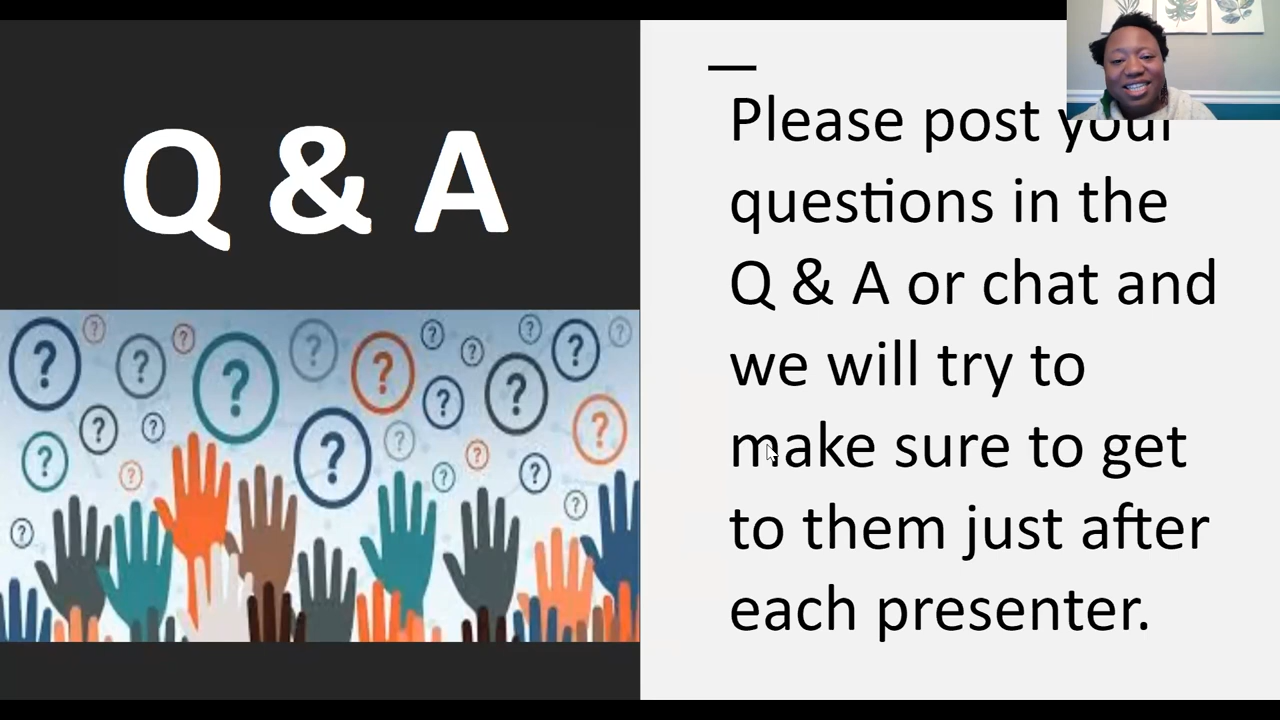 Q & A
Please post your
questions in the
Q & A or chat and
we will try to
make sure to get
to them just after
each presenter.